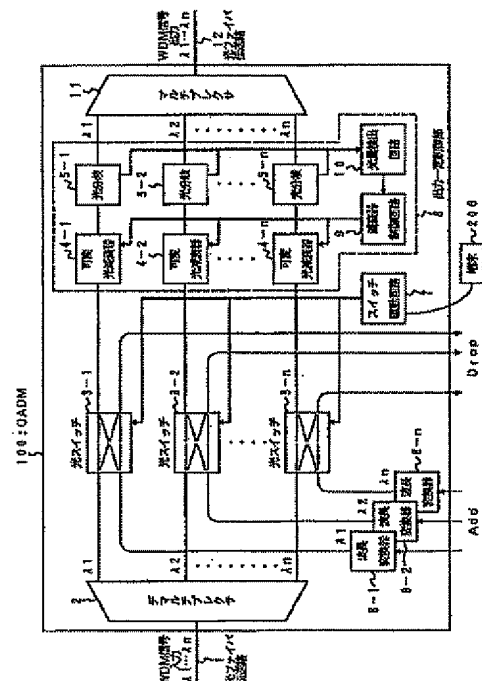 100:OADM
WDM信号
入力
λ1…λn
1
光ファイバ
伝送路
2
デマルチプレクサ
λ1
λ2
λn
光スイッチ
3-1
光スイッチ
3-2
光スイッチ
3-n
可変
光減衰器
4-1
可変
光減衰器
4-2
可変
光減衰器
4-n
光分岐
5-1
光分岐
5-2
光分岐
5-n
λ1
λ2
λn
11
マルチプレクサ
WDM信号
出力
λ1…λn
12
光ファイバ
伝送路
λ1
波長
変換器
λ2
波長
変換器
λn
波長
変換器
Add
Drop
スイッチ
駆動回路
7
減衰器
制御回路
9
光量検出
回路
10
8
出力一定制御部
端末
200